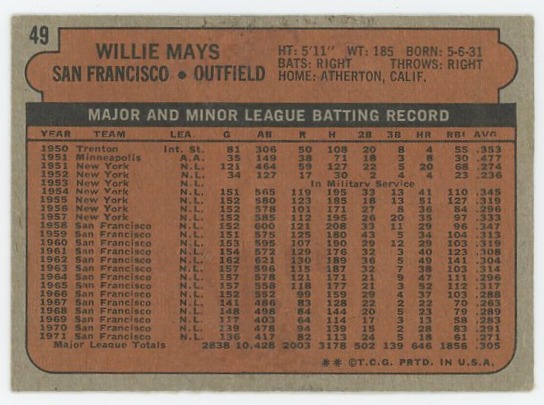 49
WILLIE MAYS
SAN FRANCISCO • OUTFIELD
HT: 5'11" WT: 185 BORN: 5-6-31
BATS: RIGHT THROWS: RIGHT
HOME: ATHERTON, CALIF.
MAJOR AND MINOR LEAGUE BATTING RECORD
YEAR TEAM LEA. G AB R H 2B 3B HR RBI AVG.
1950 Trenton Int. St. 81 306 50 108 20 8 4 55 .353
1951 Minneapolis A.A. 35 149 38 71 18 3 8 30 .477
1951 New York N.L. 121 464 59 127 22 5 20 68 .274
1952 New York N.L. 34 127 17 30 2 4 4 23 .236
1953 New York N.L. In Military Service
1954 New York N.L. 151 565 119 195 33 13 41 110 .345
1955 New York N.L. 152 580 123 185 18 13 51 127 .319
1956 New York N.L. 152 578 101 171 27 8 36 84 .296
1957 New York N.L. 152 585 112 195 26 20 35 97 .333
1958 San Francisco N.L. 152 600 121 208 33 11 29 96 .347
1959 San Francisco N.L. 151 575 125 180 43 5 34 104 .313
1960 San Francisco N.L. 153 595 107 190 29 12 29 103 .319
1961 San Francisco N.L. 154 572 129 176 32 3 40 123 .308
1962 San Francisco N.L. 162 621 130 189 36 5 49 141 .304
1963 San Francisco N.L. 157 596 115 187 32 7 38 103 .314
1964 San Francisco N.L. 157 578 121 171 21 9 47 111 .296
1965 San Francisco N.L. 157 558 118 177 21 3 52 112 .317
1966 San Francisco N.L. 152 552 99 159 29 4 37 103 .288
1967 San Francisco N.L. 141 486 83 128 22 2 22 70 .263
1968 San Francisco N.L. 148 498 84 144 20 5 23 79 .289
1969 San Francisco N.L. 117 403 64 114 17 3 13 58 .283
1970 San Francisco N.L. 139 478 94 139 15 2 28 83 .291
1971 San Francisco N.L. 136 417 82 113 24 5 18 61
Major League Totals 2838 10,428 2003 3178 502 139 646 1856 .305
** ©T.C.G. PRTD. IN U.S.A.